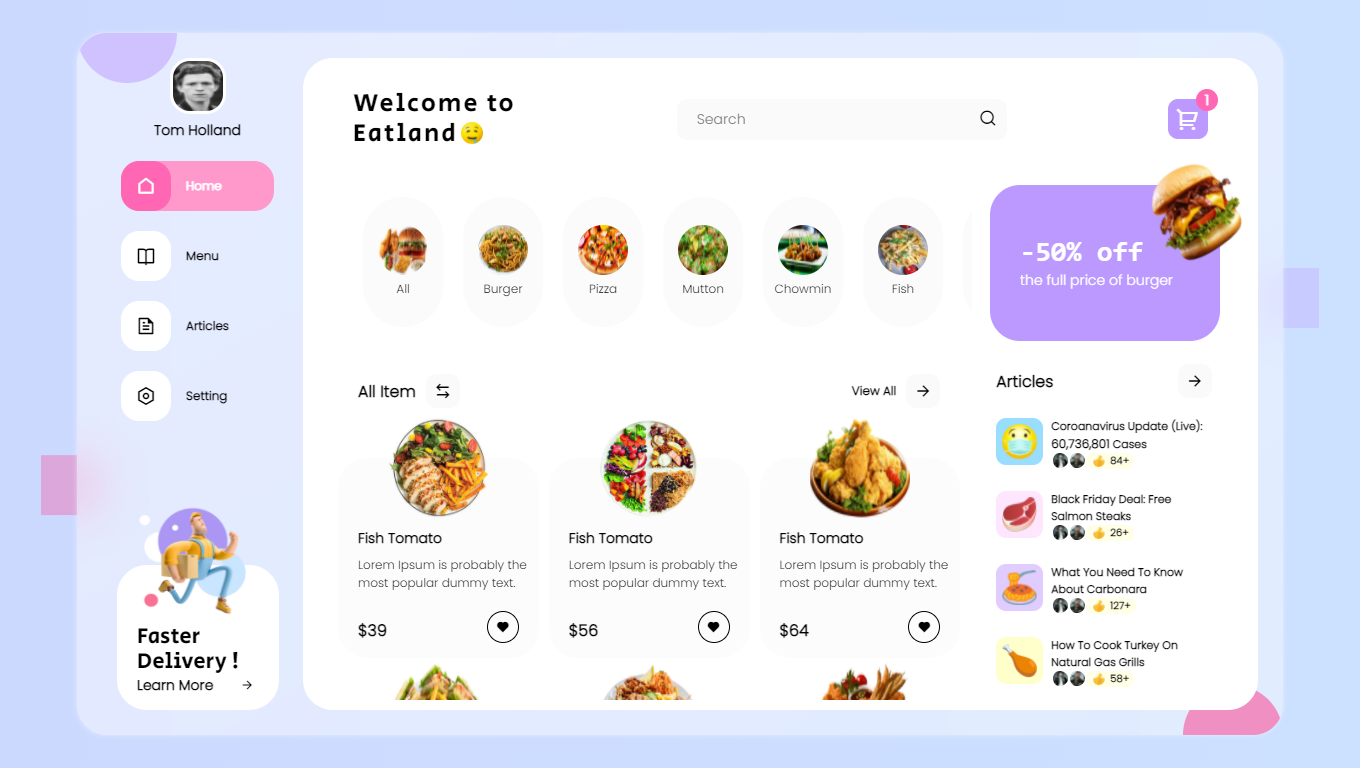 Tom Holland
Home
Menu
Articles
Setting
Faster
Delivery !
Learn More
Welcome to
Eatland
Search
1
All
Burger
Pizza
Mutton
Chowmin
Fish
-50% off
the full price of burger
All Item
View All
Fish Tomato
Lorem Ipsum is probably the
most popular dummy text.
$39
Fish Tomato
Lorem Ipsum is probably the
most popular dummy text.
$56
Fish Tomato
Lorem Ipsum is probably the
most popular dummy text.
$64
Articles
Coroanavirus Update (Live):
60,736,801 Cases
84+
Black Friday Deal: Free
Salmon Steaks
26+
What You Need To Know
About Carbonara
127+
How To Cook Turkey On
Natural Gas Grills
58+